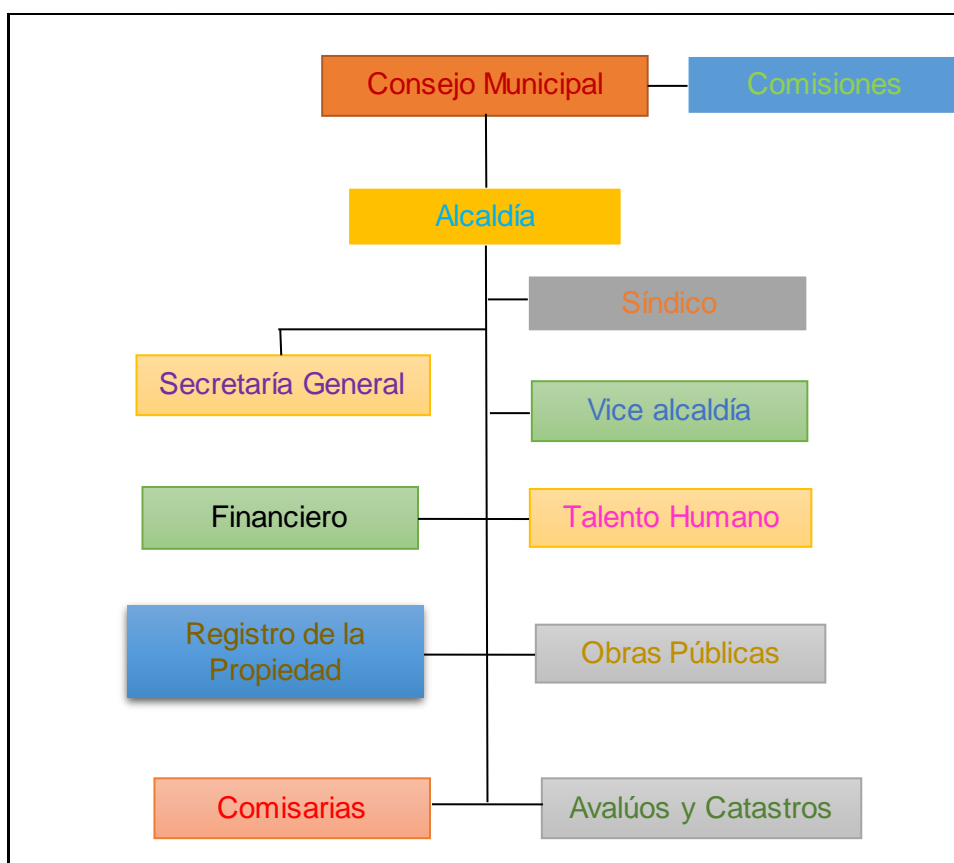 Consejo Municipal
Comisiones
Alcaldía
Síndico
Secretaría General
Vice alcaldía
Financiero
Talento Humano
Registro de la
Propiedad
Obras Públicas
Comisarias
Avalúos y Catastros